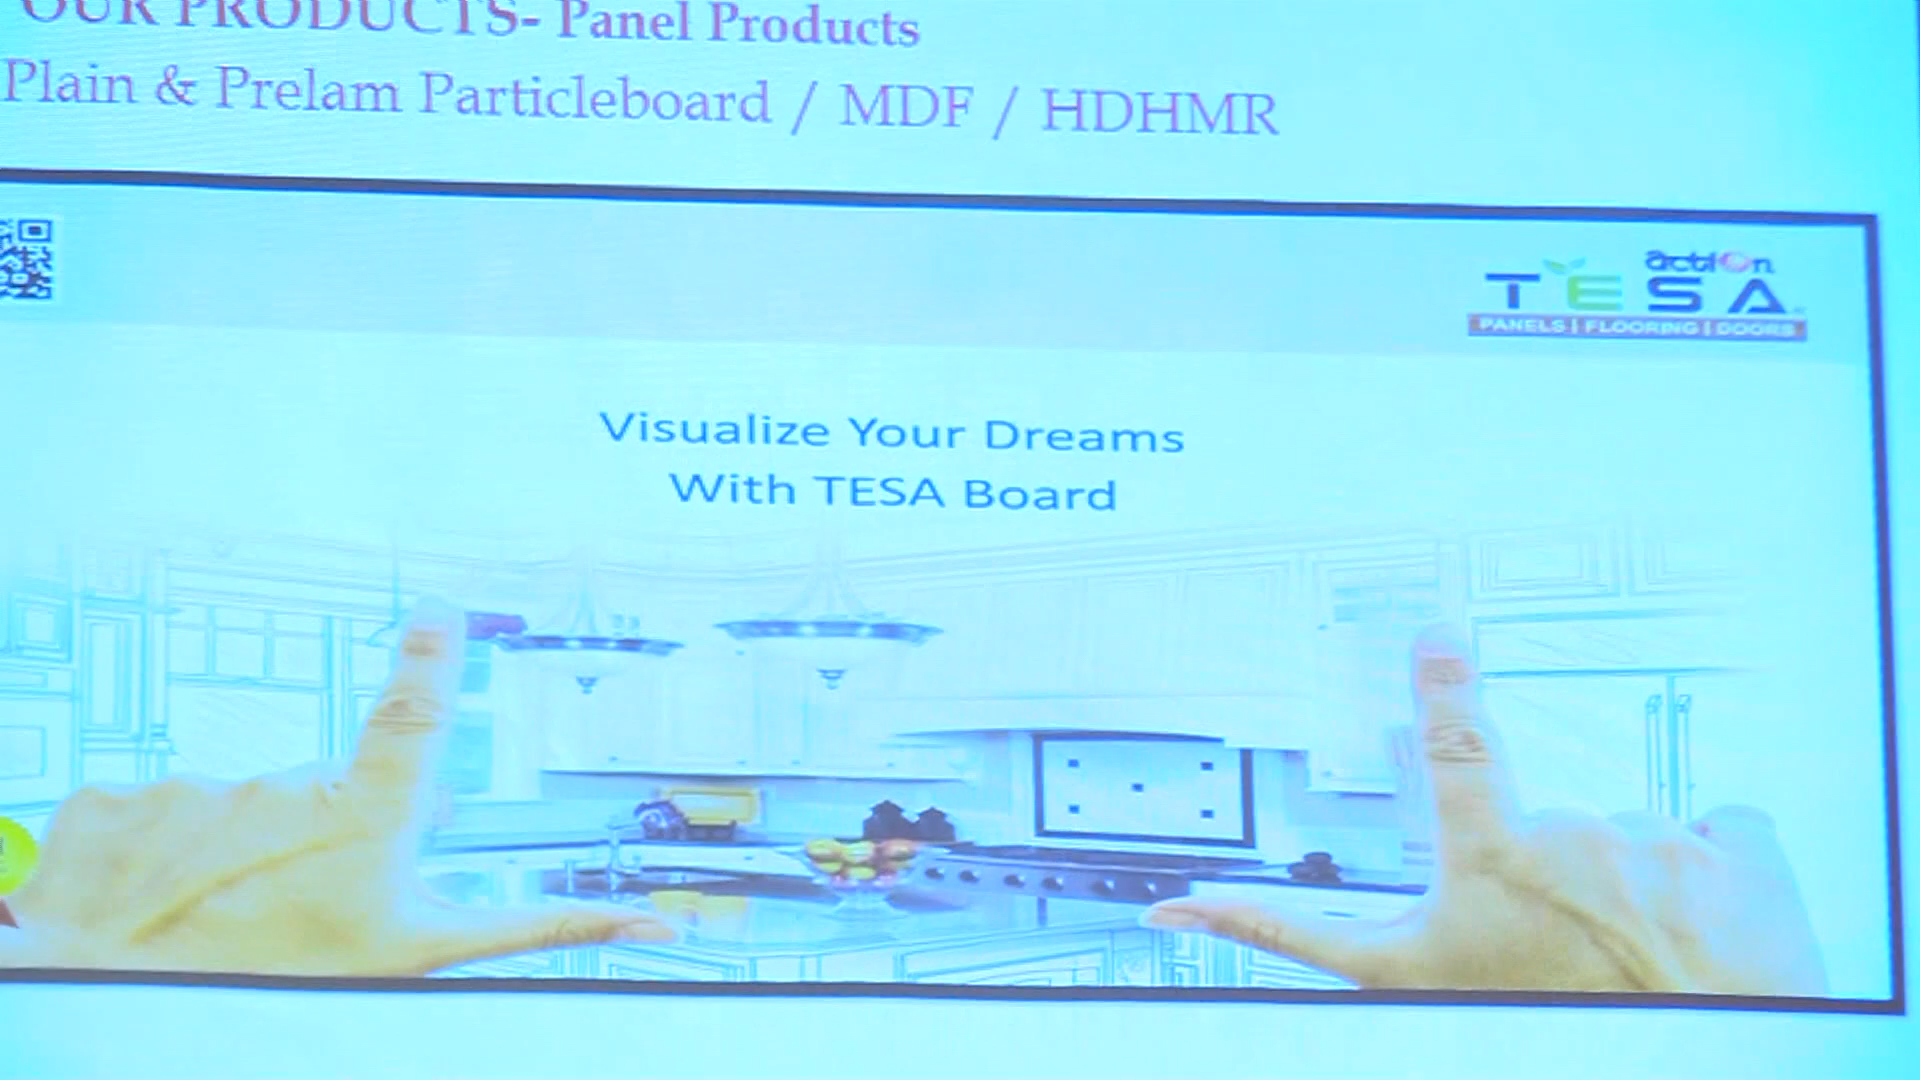 OUR PRODUCTS- Panel Products
Plain & Prelam Particleboard / MDF / HDHMR
action
TESA
PANELS | FLOORING | DOORS
Visualize Your Dreams
With TESA Board